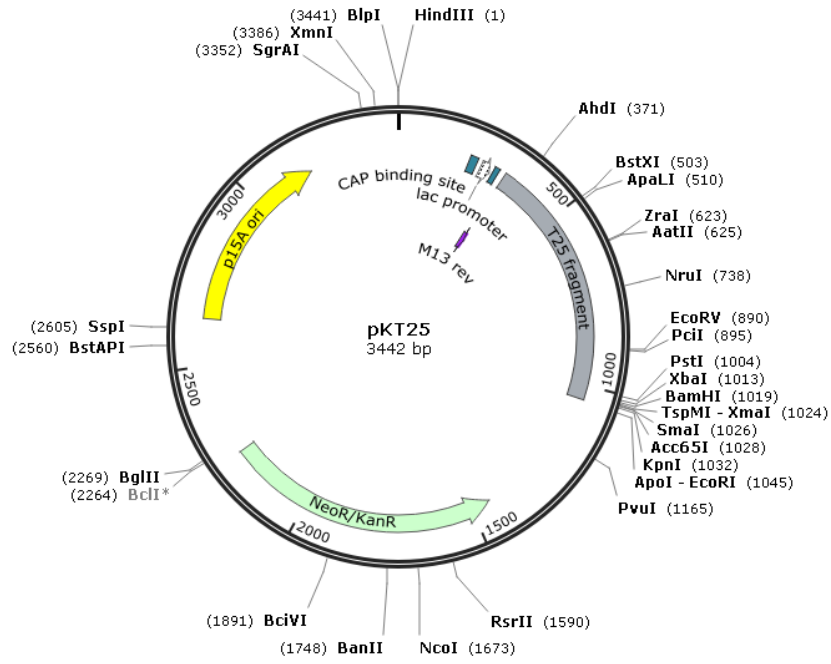 (3441) BlpI
HindIII (1)
(3386) XmnI
(3352) SgrAI
AhdI (371)
BstXI (503)
ApaLI (510)
ZraI (623)
AatII (625)
NruI (738)
EcoRV (890)
PciI (895)
PstI (1004)
XbaI (1013)
BamHI (1019)
TspMI - XmaI (1024)
SmaI (1026)
Acc65I (1028)
KpnI (1032)
ApoI - EcoRI (1045)
PvuI (1165)
RsrII (1590)
NcoI (1673)
(1748) BanII
(1891) BciVI
(2264) BclI*
(2269) BglII
(2560) BstAPI
(2605) SspI
500
1000
1500
2000
2500
3000
CAP binding site
lac promoter
M13 rev
T25 fragment
NeoR/KanR
p15A ori
pKT25
3442 bp